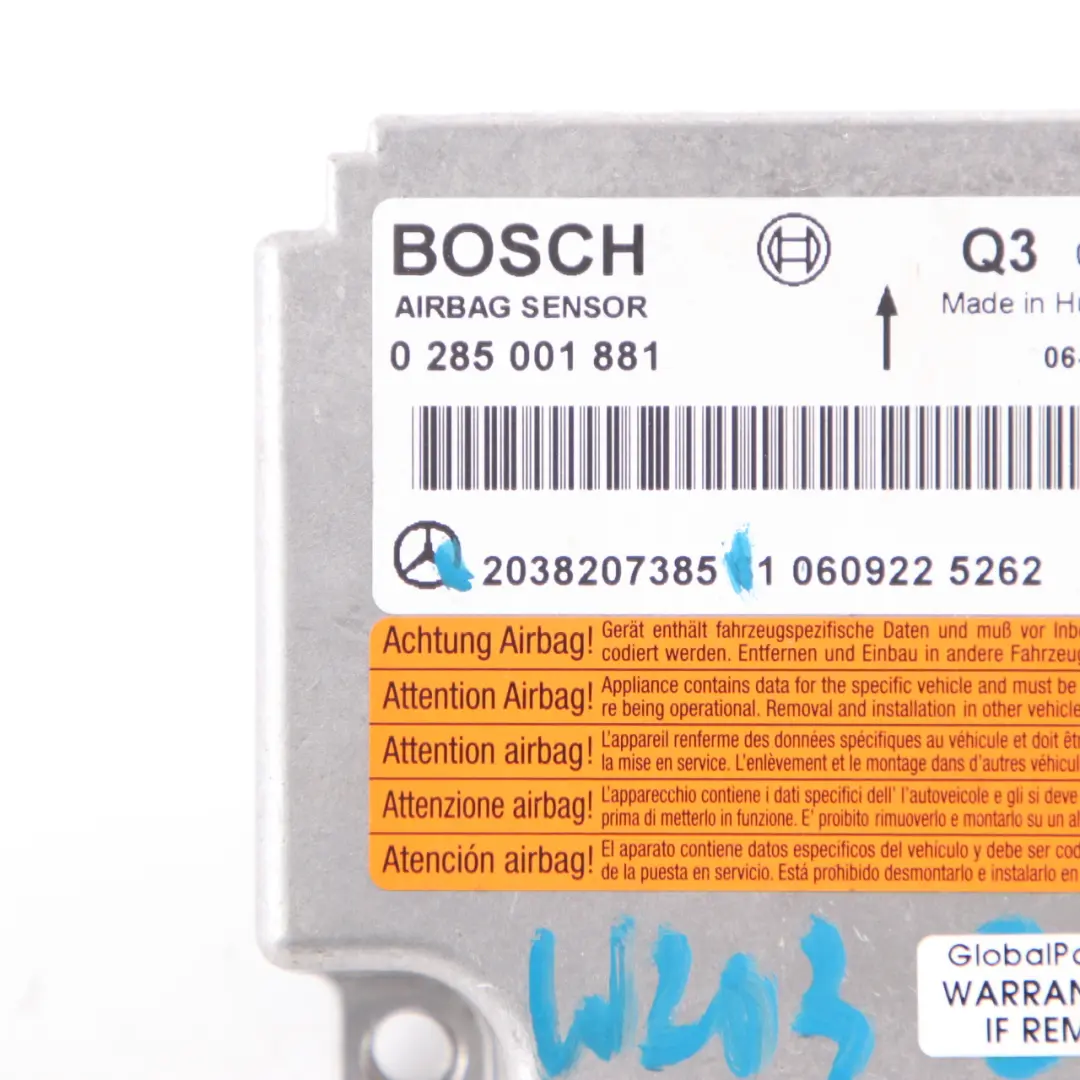 BOSCH
Q3
AIRBAG SENSOR
Made in
0 285 001 881
06-
2038207385 1 060922 5262
Achtung Airbag!
Gerät enthält fahrzeugspezifische Daten und muß vor
codiert werden. Entfernen und Einbau in andere
Attention Airbag!
Appliance contains data for the specific vehicle and must be
re being operational. Removal and installation in other vehicle
Attention airbag!
L'appareil renferme des données spécifiques au véhicule et doit
la mise en service. L'enlèvement et le montage dans d'autres
Attenzione airbag!
L'apparecchio contiene i dati specifici dell' l'autoveicole e gli si deve
prima di metterlo in funzione. E' proibito rimuoverlo e montarlo su un
Atención airbag!
El aparato contiene datos específicos del vehículo y debe ser
de la puesta en servicio. Está prohibido desmontarlo e instalarlo en
W203
IF